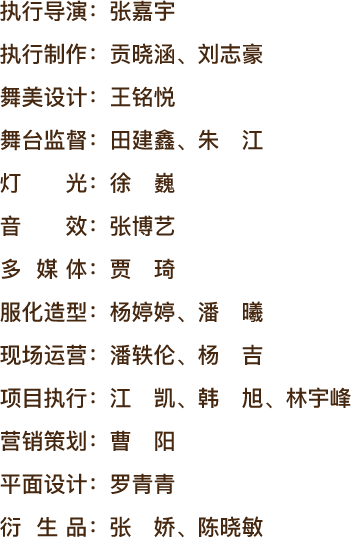 执行导演：张嘉宇
执行制作：贡晓涵、刘志豪
舞美设计：王铭悦
舞台监督：田建鑫、朱　江
灯　　光：徐　巍
音　　效：张博艺
多 媒 体：贾　琦
服化造型：杨婷婷、潘　曦
现场运营：潘轶伦、杨　吉
项目执行：江　凯、韩　旭、林宇峰
营销策划：曹　阳
平面设计：罗青青
衍 生 品：张　娇、陈晓敏